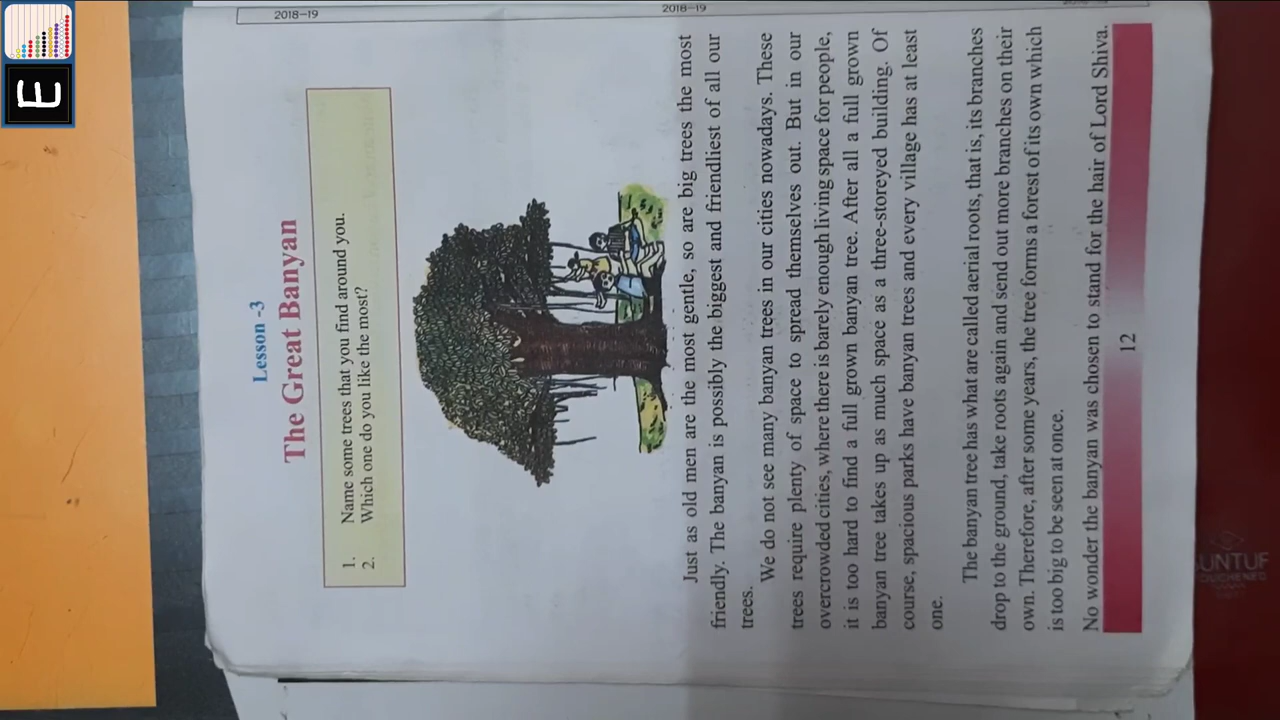 2018–19
2018–19
Lesson -3
The Great Banyan
1. Name some trees that you find around you.
2. Which one do you like the most?
Just as old men are the most gentle, so are big trees the most
friendly. The banyan is possibly the biggest and friendliest of all our
trees.
We do not see many banyan trees in our cities nowadays. These
trees require plenty of space to spread themselves out. But in our
overcrowded cities, where there is barely enough living space for people,
it is too hard to find a full grown banyan tree. After all a full grown
banyan tree takes up as much space as a three-storeyed building. Of
course, spacious parks have banyan trees and every village has at least
one.
The banyan tree has what are called aerial roots, that is, its branches
drop to the ground, take roots again and send out more branches on their
own. Therefore, after some years, the tree forms a forest of its own which
is too big to be seen at once.
No wonder the banyan was chosen to stand for the hair of Lord Shiva.
12
E
UNTUF